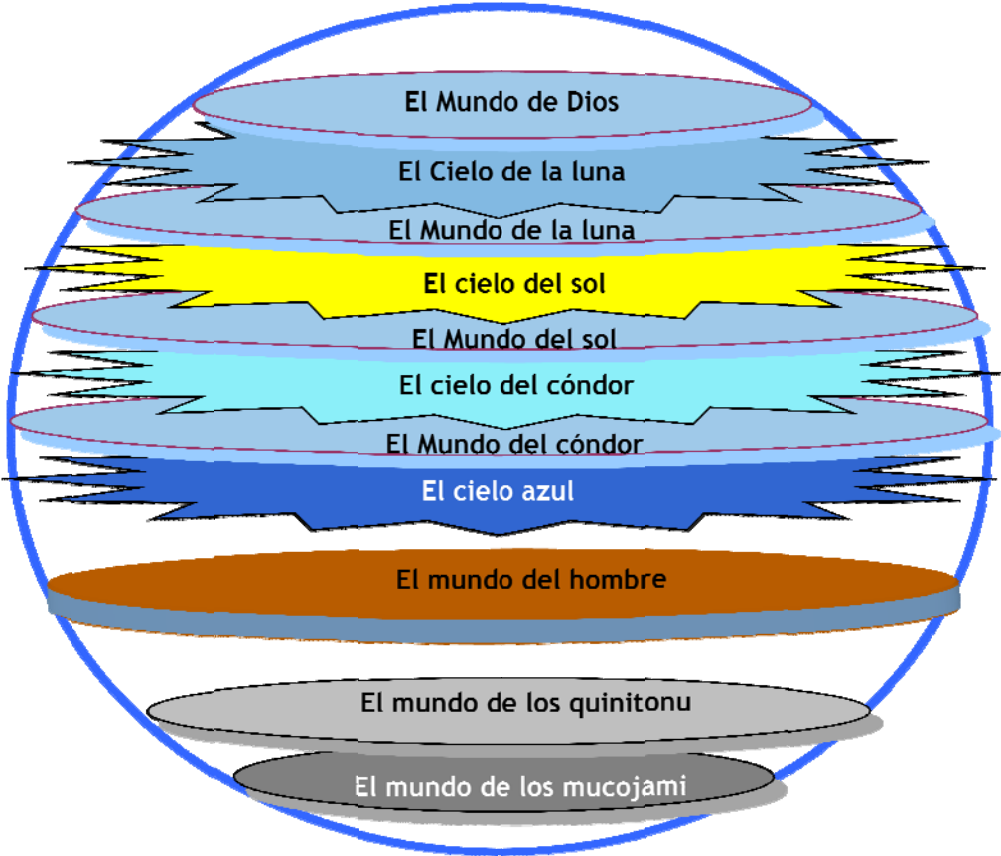 El Mundo de Dios
El Cielo de la luna
El Mundo de la luna
El cielo del sol
El Mundo del sol
El cielo del cóndor
El Mundo del cóndor
El cielo azul
El mundo del hombre
El mundo de los quinitonu
El mundo de los mucojami